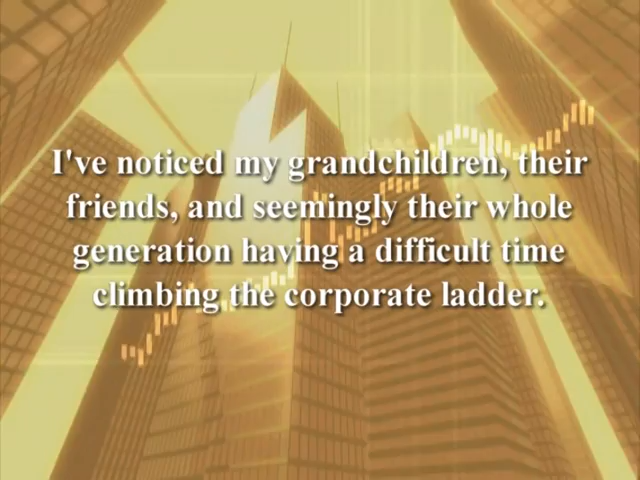 I've noticed my grandchildren, their
friends, and seemingly their whole
generation having a difficult time
climbing the corporate ladder.